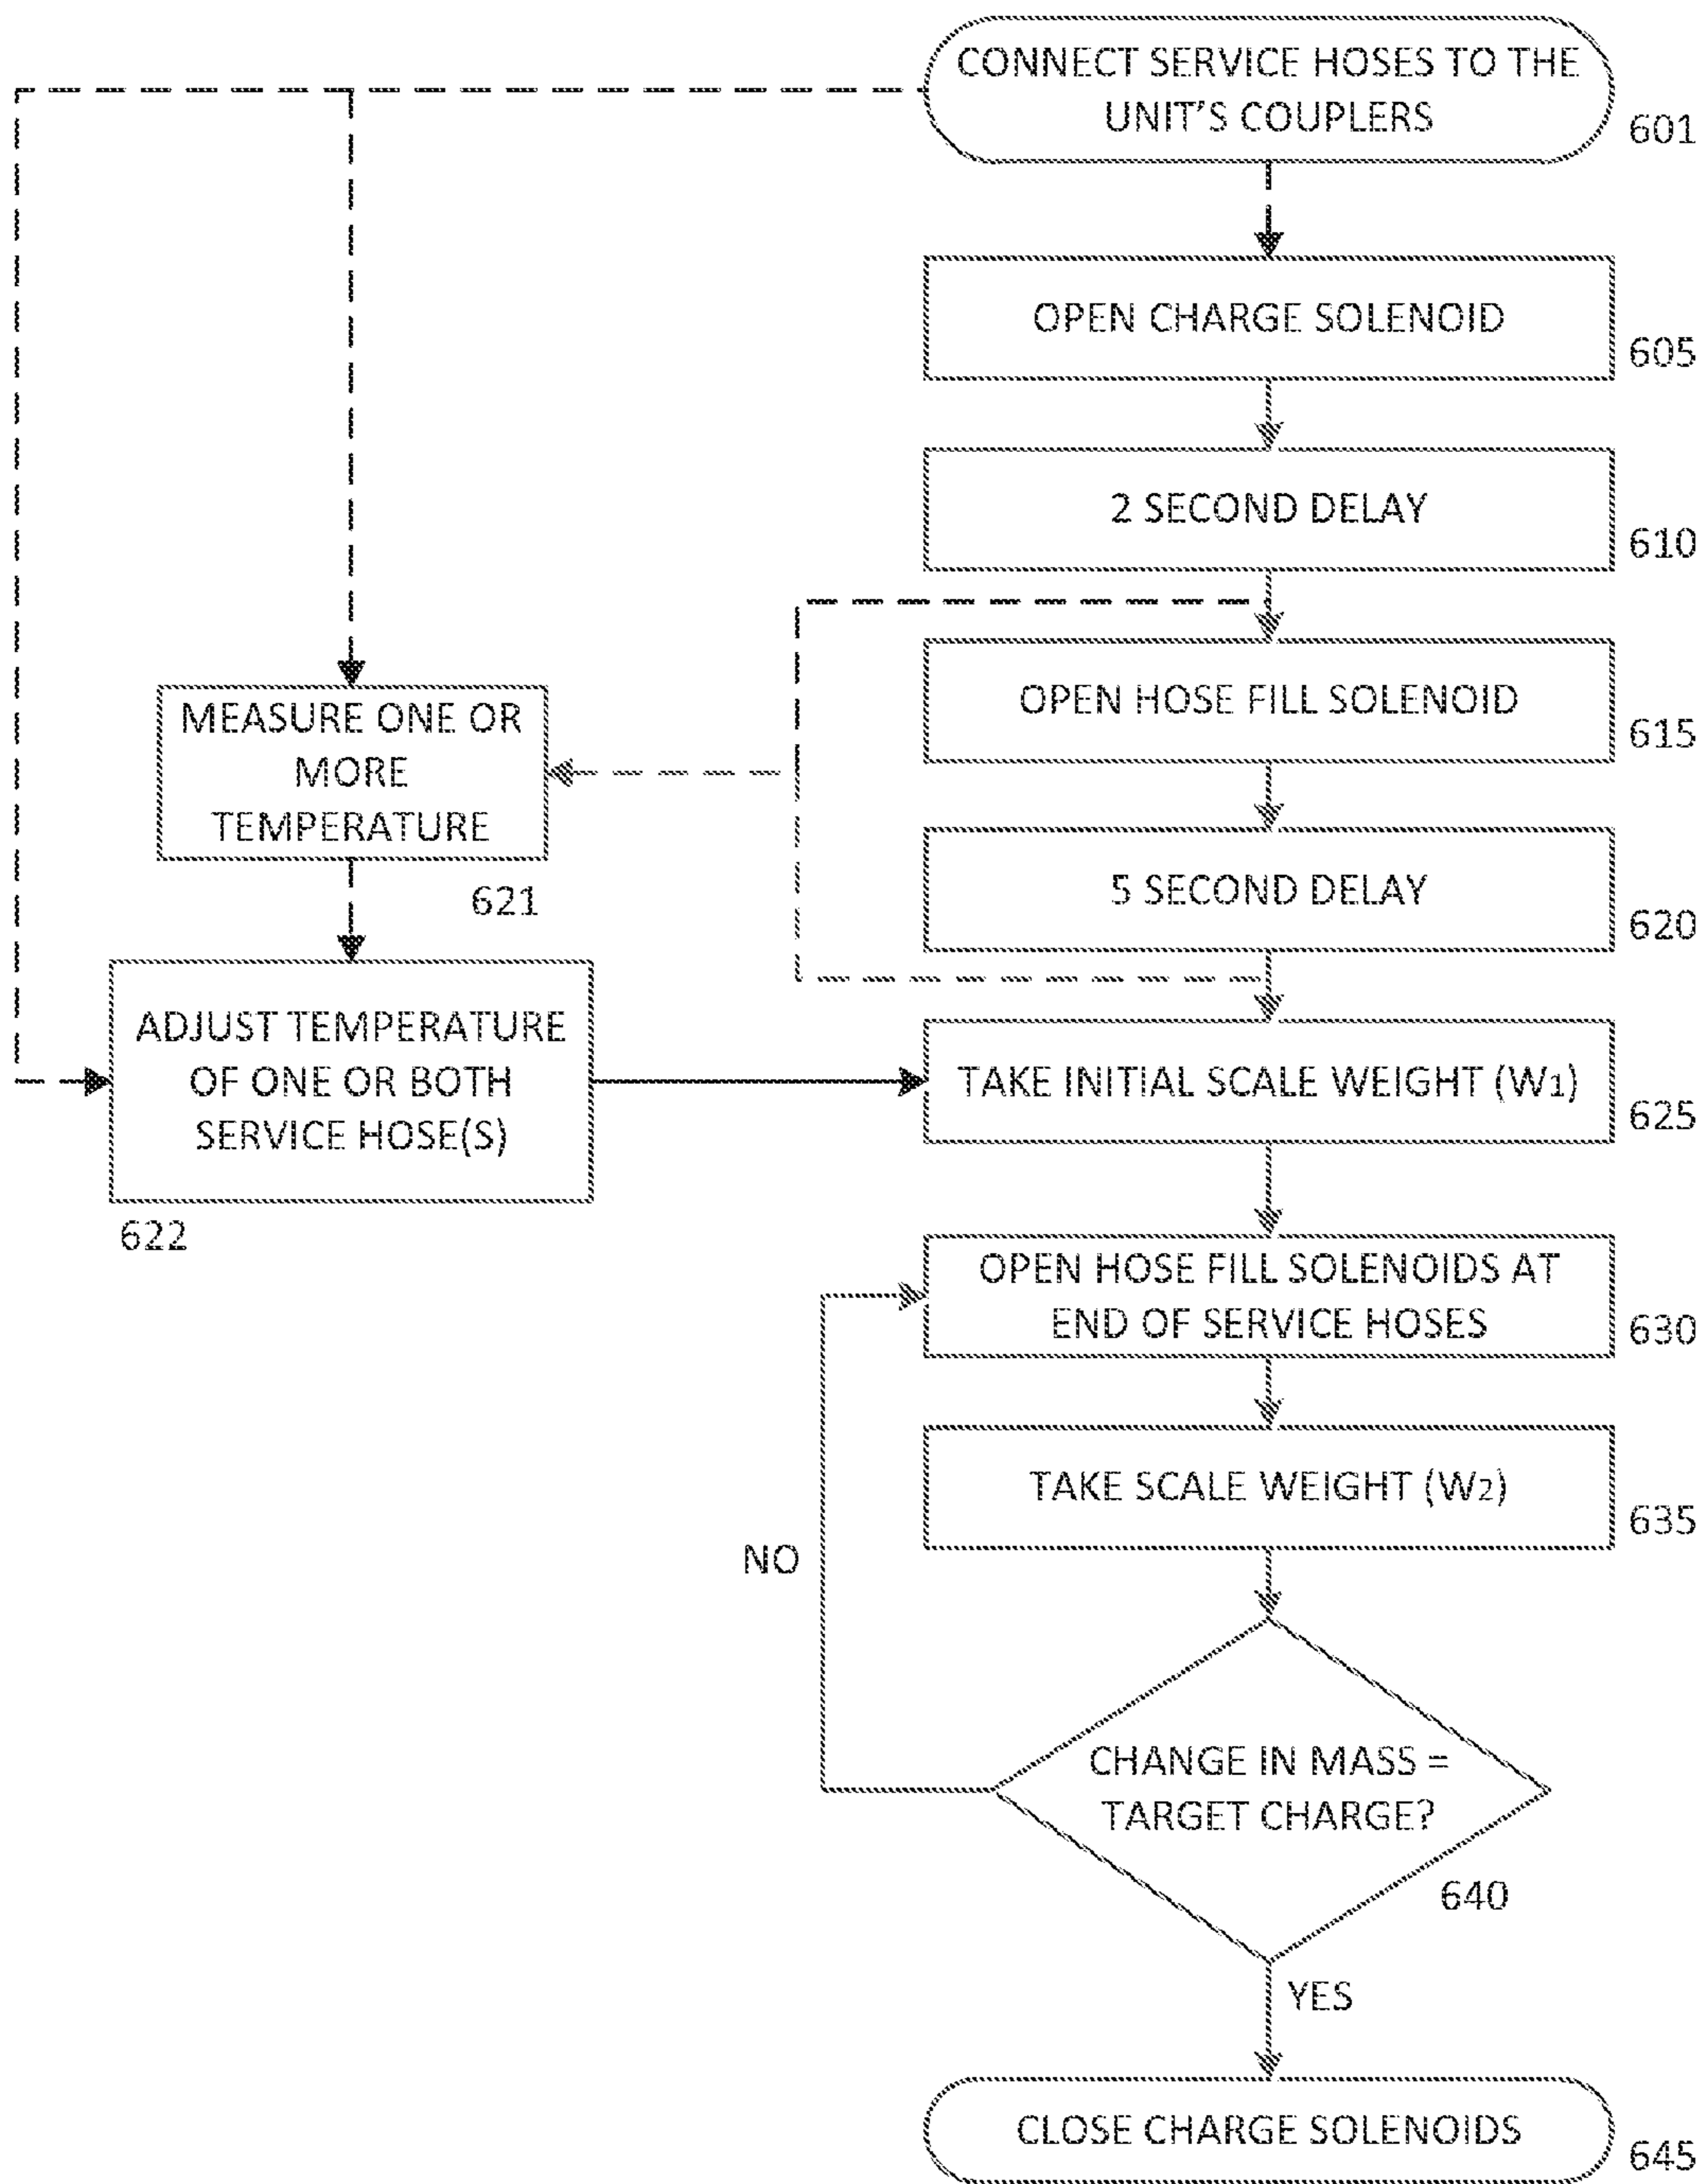 CONNECT SERVICE HOSES TO THE
UNIT'S COUPLERS
601
OPEN CHARGE SOLENOID
605
2 SECOND DELAY
610
OPEN HOSE FILL SOLENOID
615
MEASURE ONE OR
MORE
TEMPERATURE
621
5 SECOND DELAY
620
ADJUST TEMPERATURE
OF ONE OR BOTH
SERVICE HOSE(S)
622
TAKE INITIAL SCALE WEIGHT (W1)
625
OPEN HOSE FILL SOLENOIDS AT
END OF SERVICE HOSES
630
TAKE SCALE WEIGHT (W2)
635
NO
CHANGE IN MASS =
TARGET CHARGE?
640
YES
CLOSE CHARGE SOLENOIDS
645